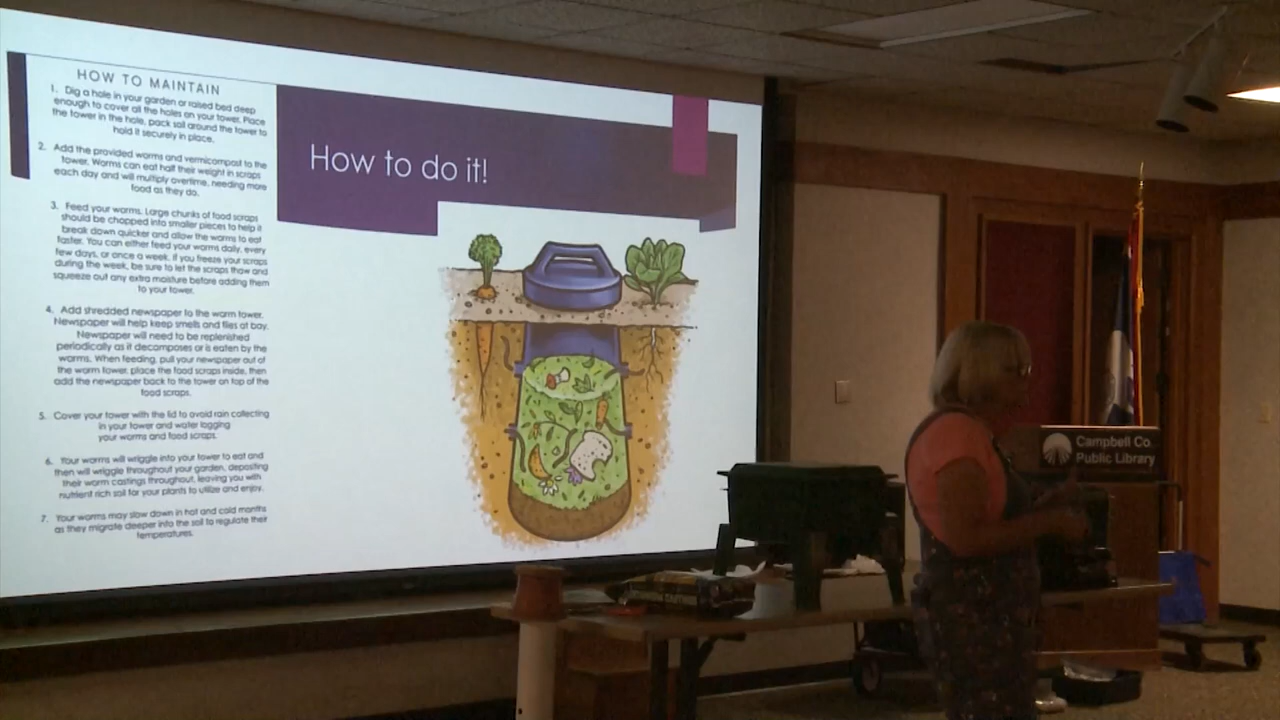 HOW TO MAINTAIN
1. Dig a hole in your garden or raised bed deep
enough to cover all the holes on your tower. Place
the tower in the hole, pack soil around the tower to
hold it securely in place.
2. Add the provided worms and vermicompost to the
tower. Worms can eat half their weight in scraps
each day and will multiply overtime, needing more
food as they do.
3. Feed your worms. Large chunks of food scraps
should be chopped into smaller pieces to help it
break down quicker and allow the worms to eat
faster. You can either feed your worms daily, every
few days, or once a week. If you freeze your scraps
during the week, be sure to let the scraps thaw and
squeeze out any extra moisture before adding them
to your tower.
4. Add shredded newspaper to the worm tower.
Newspaper will help keep smells and flies at bay.
Newspaper will need to be replenished
periodically as it decomposes or is eaten by the
worms. When feeding, pull your newspaper out of
the worm tower, place the food scraps inside, then
add the newspaper back to the tower on top of the
food scraps.
5. Cover your tower with the lid to avoid rain collecting
in your tower and water logging
your worms and food scraps.
6. Your worms will wriggle into your tower to eat and
then will wriggle throughout your garden, depositing
their worm castings throughout, leaving you with
nutrient rich soil for your plants to utilize and enjoy.
7. Your worms may slow down in hot and cold months
as they migrate deeper into the soil to regulate their
temperatures.
How to do it!
Campbell Co.
Public Library